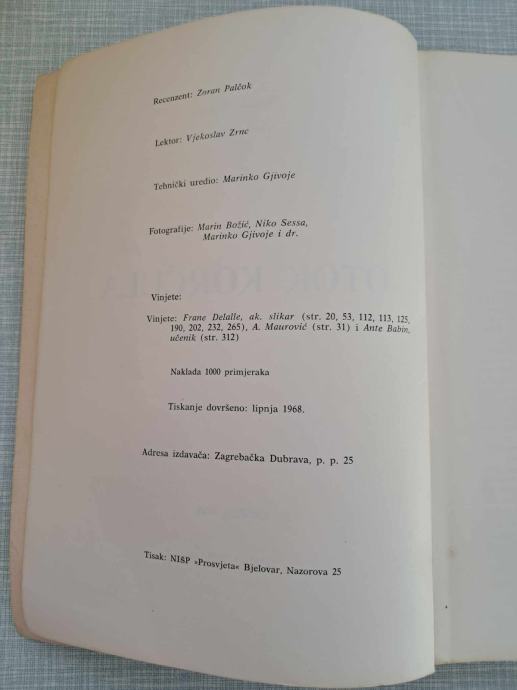 Recenzent: Zoran Palčok
Lektor: Vjekoslav Zrnc
Tehnički uredio: Marinko Gjivoje
Fotografije: Marin Božić, Niko Sessa,
Marinko Gjivoje i dr.
Vinjete:
Vinjete: Frane Delalle, ak. slikar (str. 20, 53, 112, 113, 125,
190, 202, 232, 265), A. Maurović (str. 31) i Ante Babin,
učenik (str. 312)
Naklada 1000 primjeraka
Tiskanje dovršeno: lipnja 1968.
Adresa izdavača: Zagrebačka Dubrava, p. p. 25
Tisak: NIŠP »Prosvjeta« Bjelovar, Nazorova 25